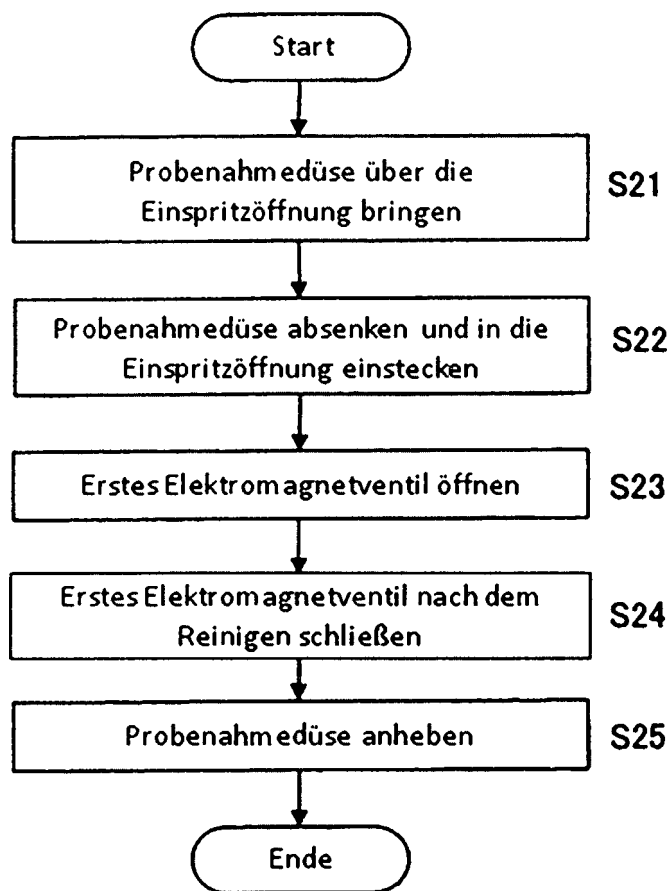 Start
Probenahmedüse über die
Einspritzöffnung bringen
S21
Probenahmedüse absenken und in die
Einspritzöffnung einstecken
S22
Erstes Elektromagnetventil öffnen
S23
Erstes Elektromagnetventil nach dem
Reinigen schließen
S24
Probenahmedüse anheben
S25
Ende